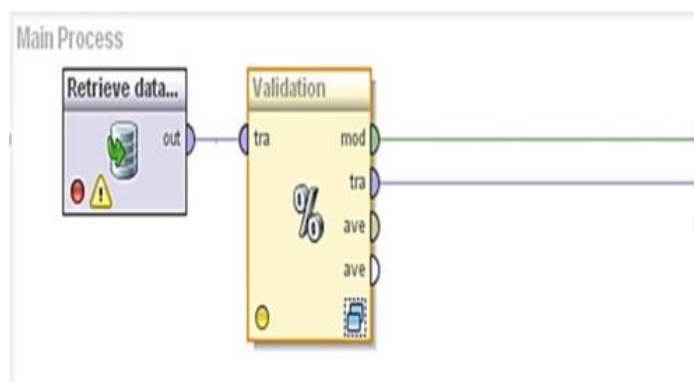 Main Process
Retrieve data...
out
Validation
tra
mod
tra
%
ave
ave